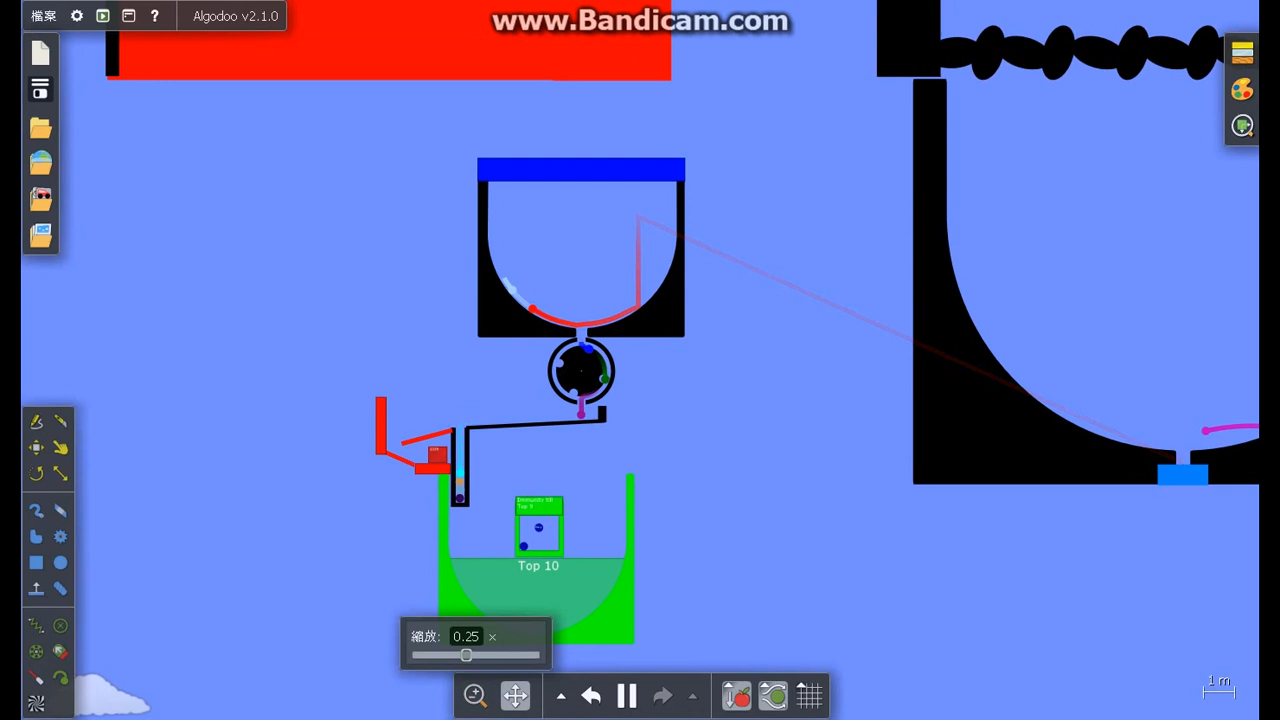 檔案
?
Algodoo v2.1.0
www.Bandicam.com
Top 10
縮放: 0.25 ×
1 m